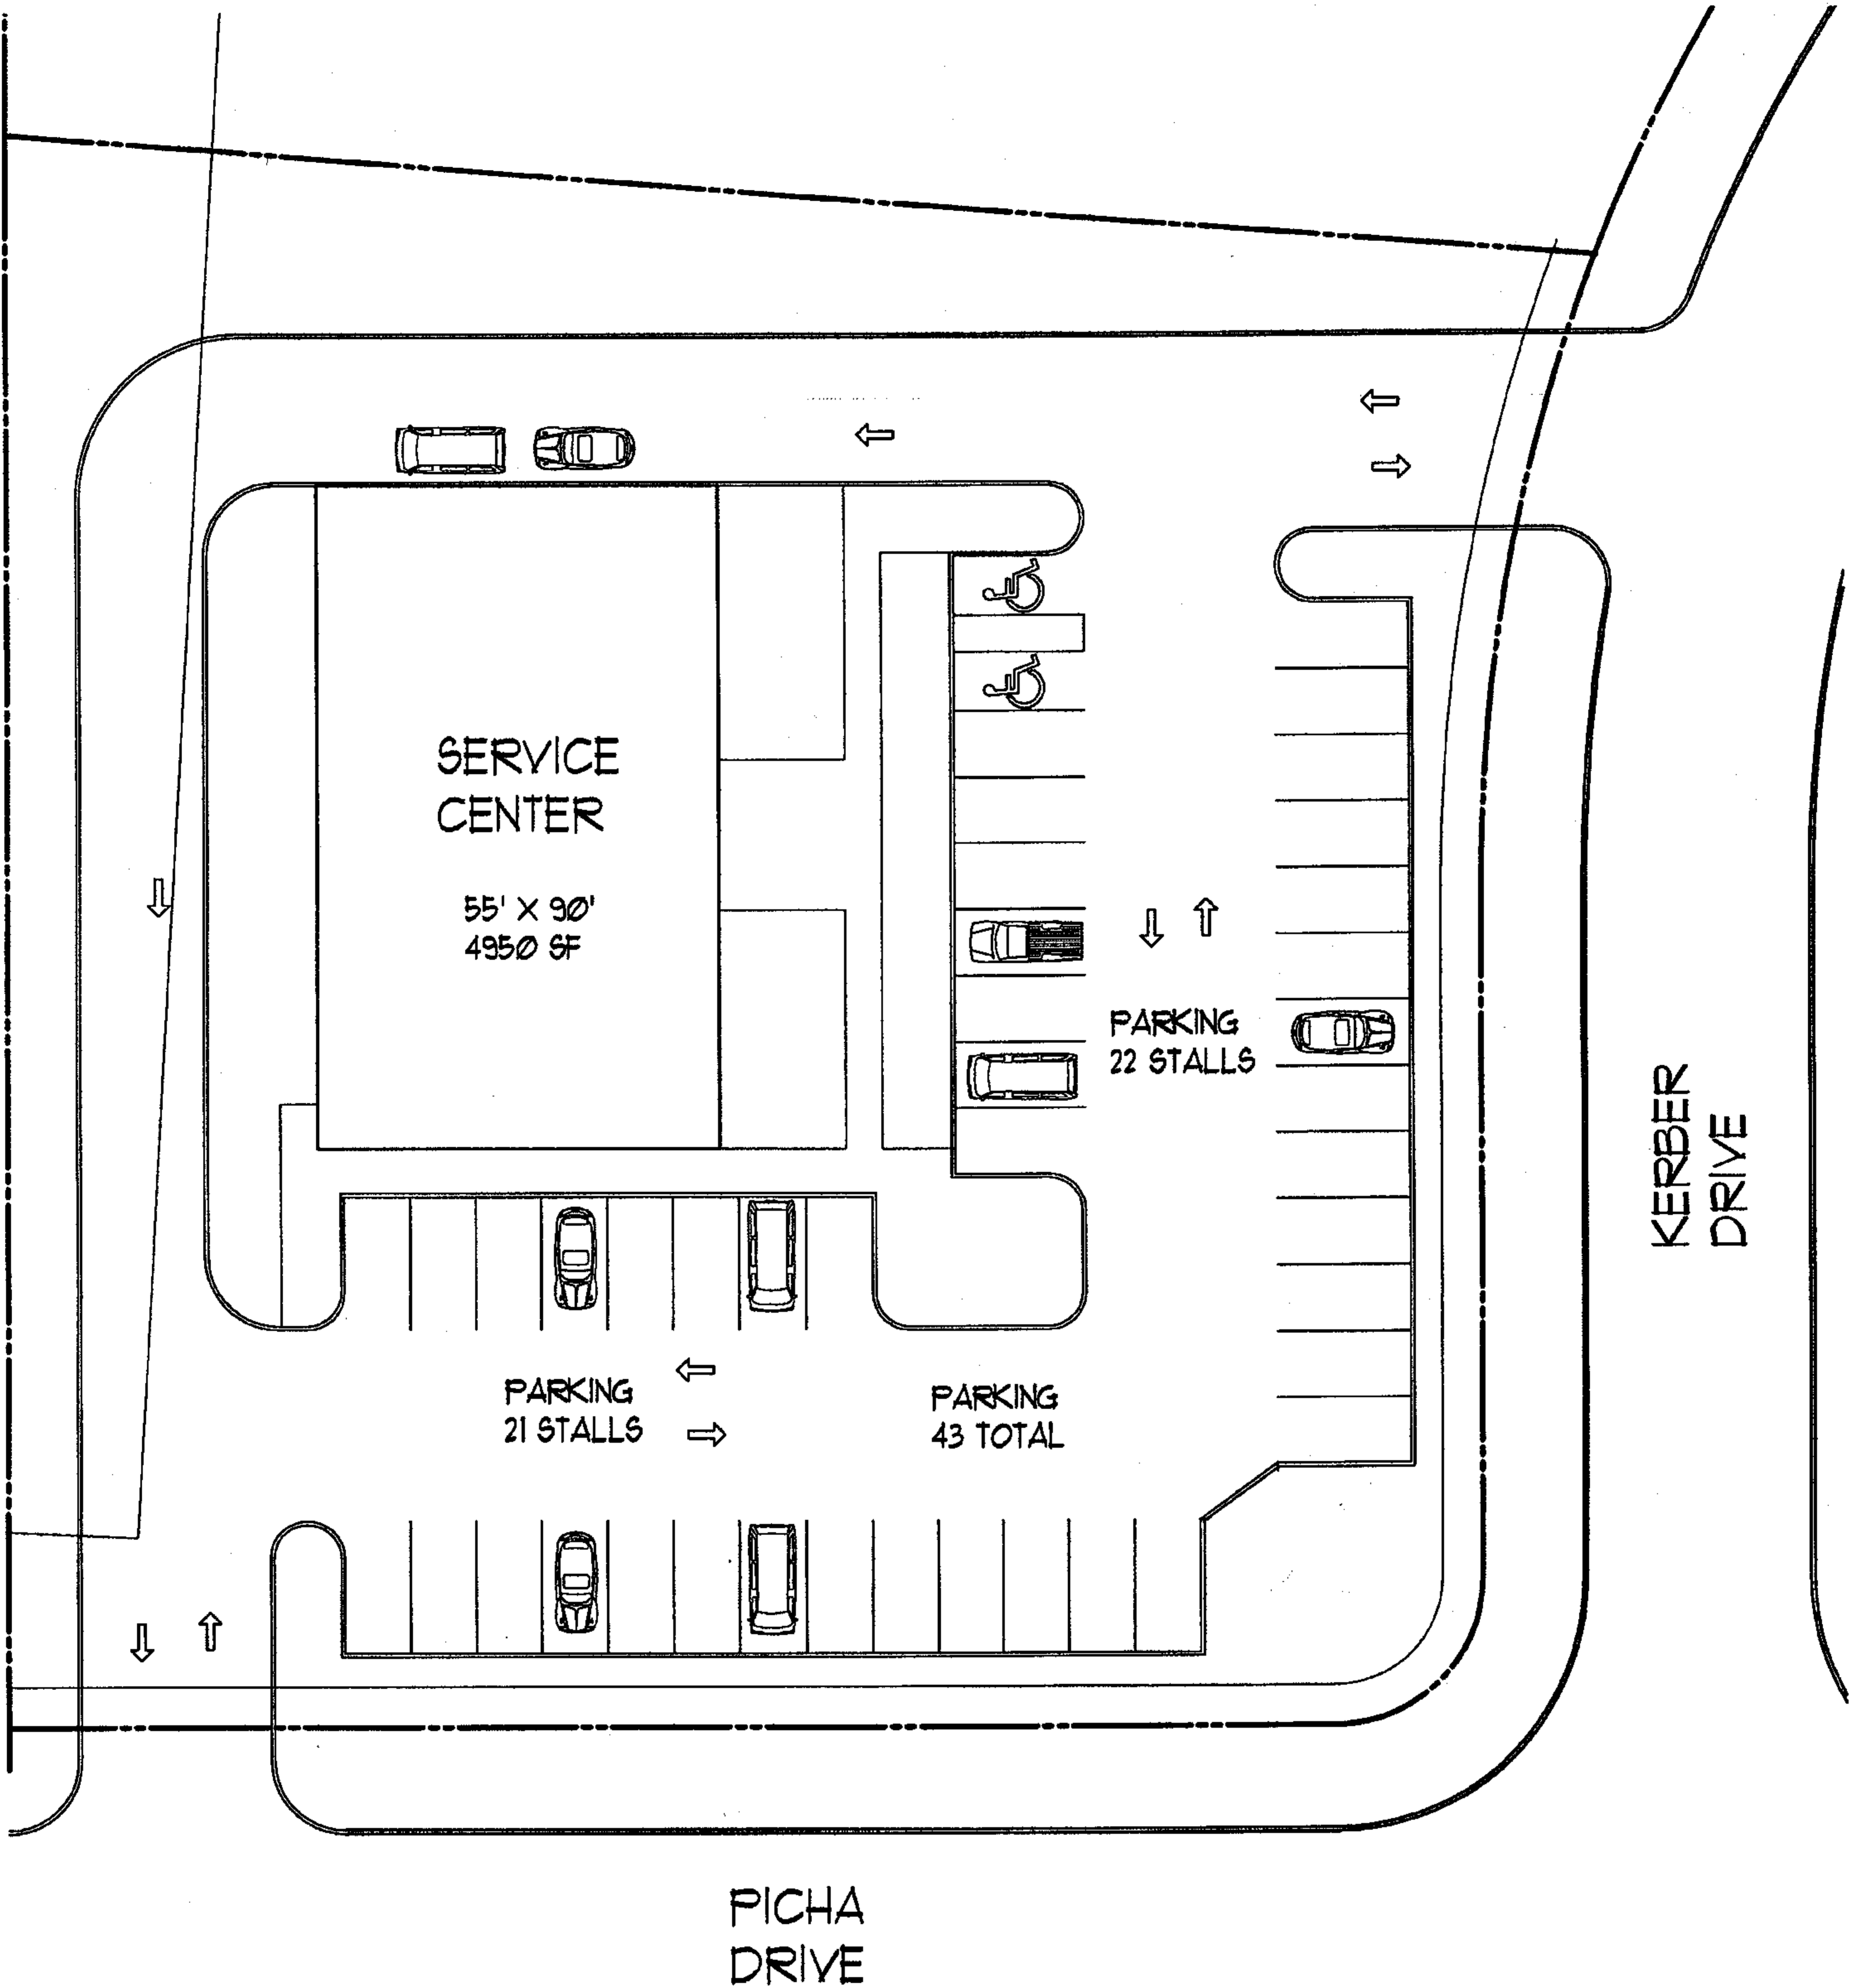 SERVICE
CENTER
55' X 90'
4950 SF
PARKING
22 STALLS
KERBER
DRIVE
PARKING
21 STALLS
PARKING
43 TOTAL
PICHA
DRIVE